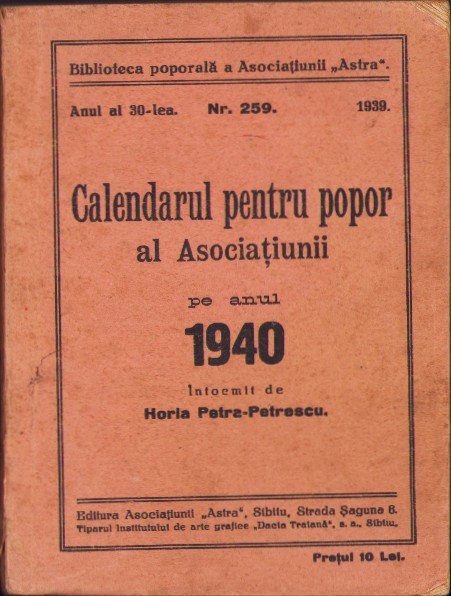 Biblioteca poporală a Asociațiunii „Astra".
Anul al 30-lea. Nr. 259. 1939.
Calendarul pentru popor
al Asociațiunii
pe anul
1940
întocmit de
Horia Petra-Petrescu.
Editura Asociațiunii „Astra", Sibiu, Strada Șaguna 6.
Tiparul Institutului de arte grafice „Dacia Traiană", s. a., Sibiu.
Prețul 10 Lei.